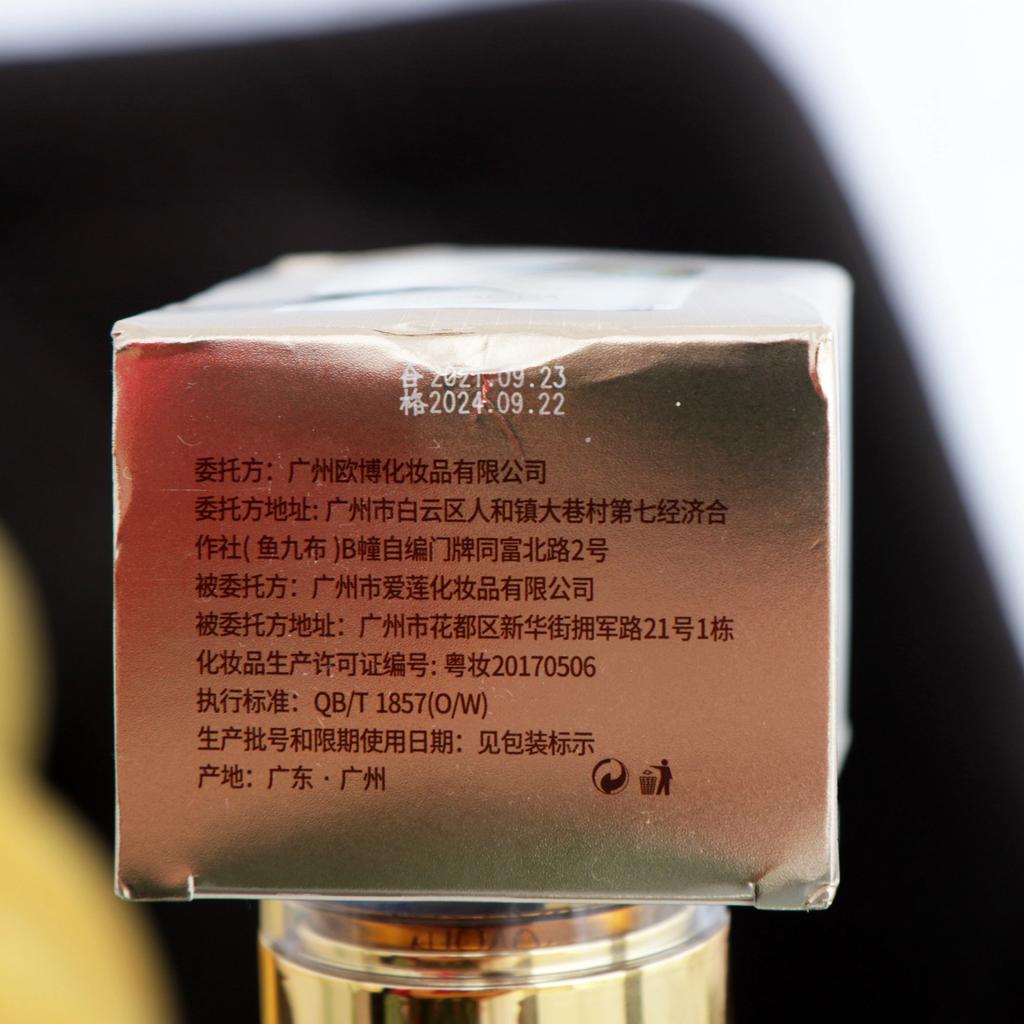 合 2021.09.23
格2024.09.22
委托方：广州欧博化妆品有限公司
委托方地址: 广州市白云区人和镇大巷村第七经济合
作社( 鱼九布 )B幢自编门牌同富北路2号
被委托方：广州市爱莲化妆品有限公司
被委托方地址：广州市花都区新华街拥军路21号1栋
化妆品生产许可证编号: 粤妆20170506
执行标准：QB/T 1857(O/W)
生产批号和限期使用日期：见包装标示
产地：广东 · 广州